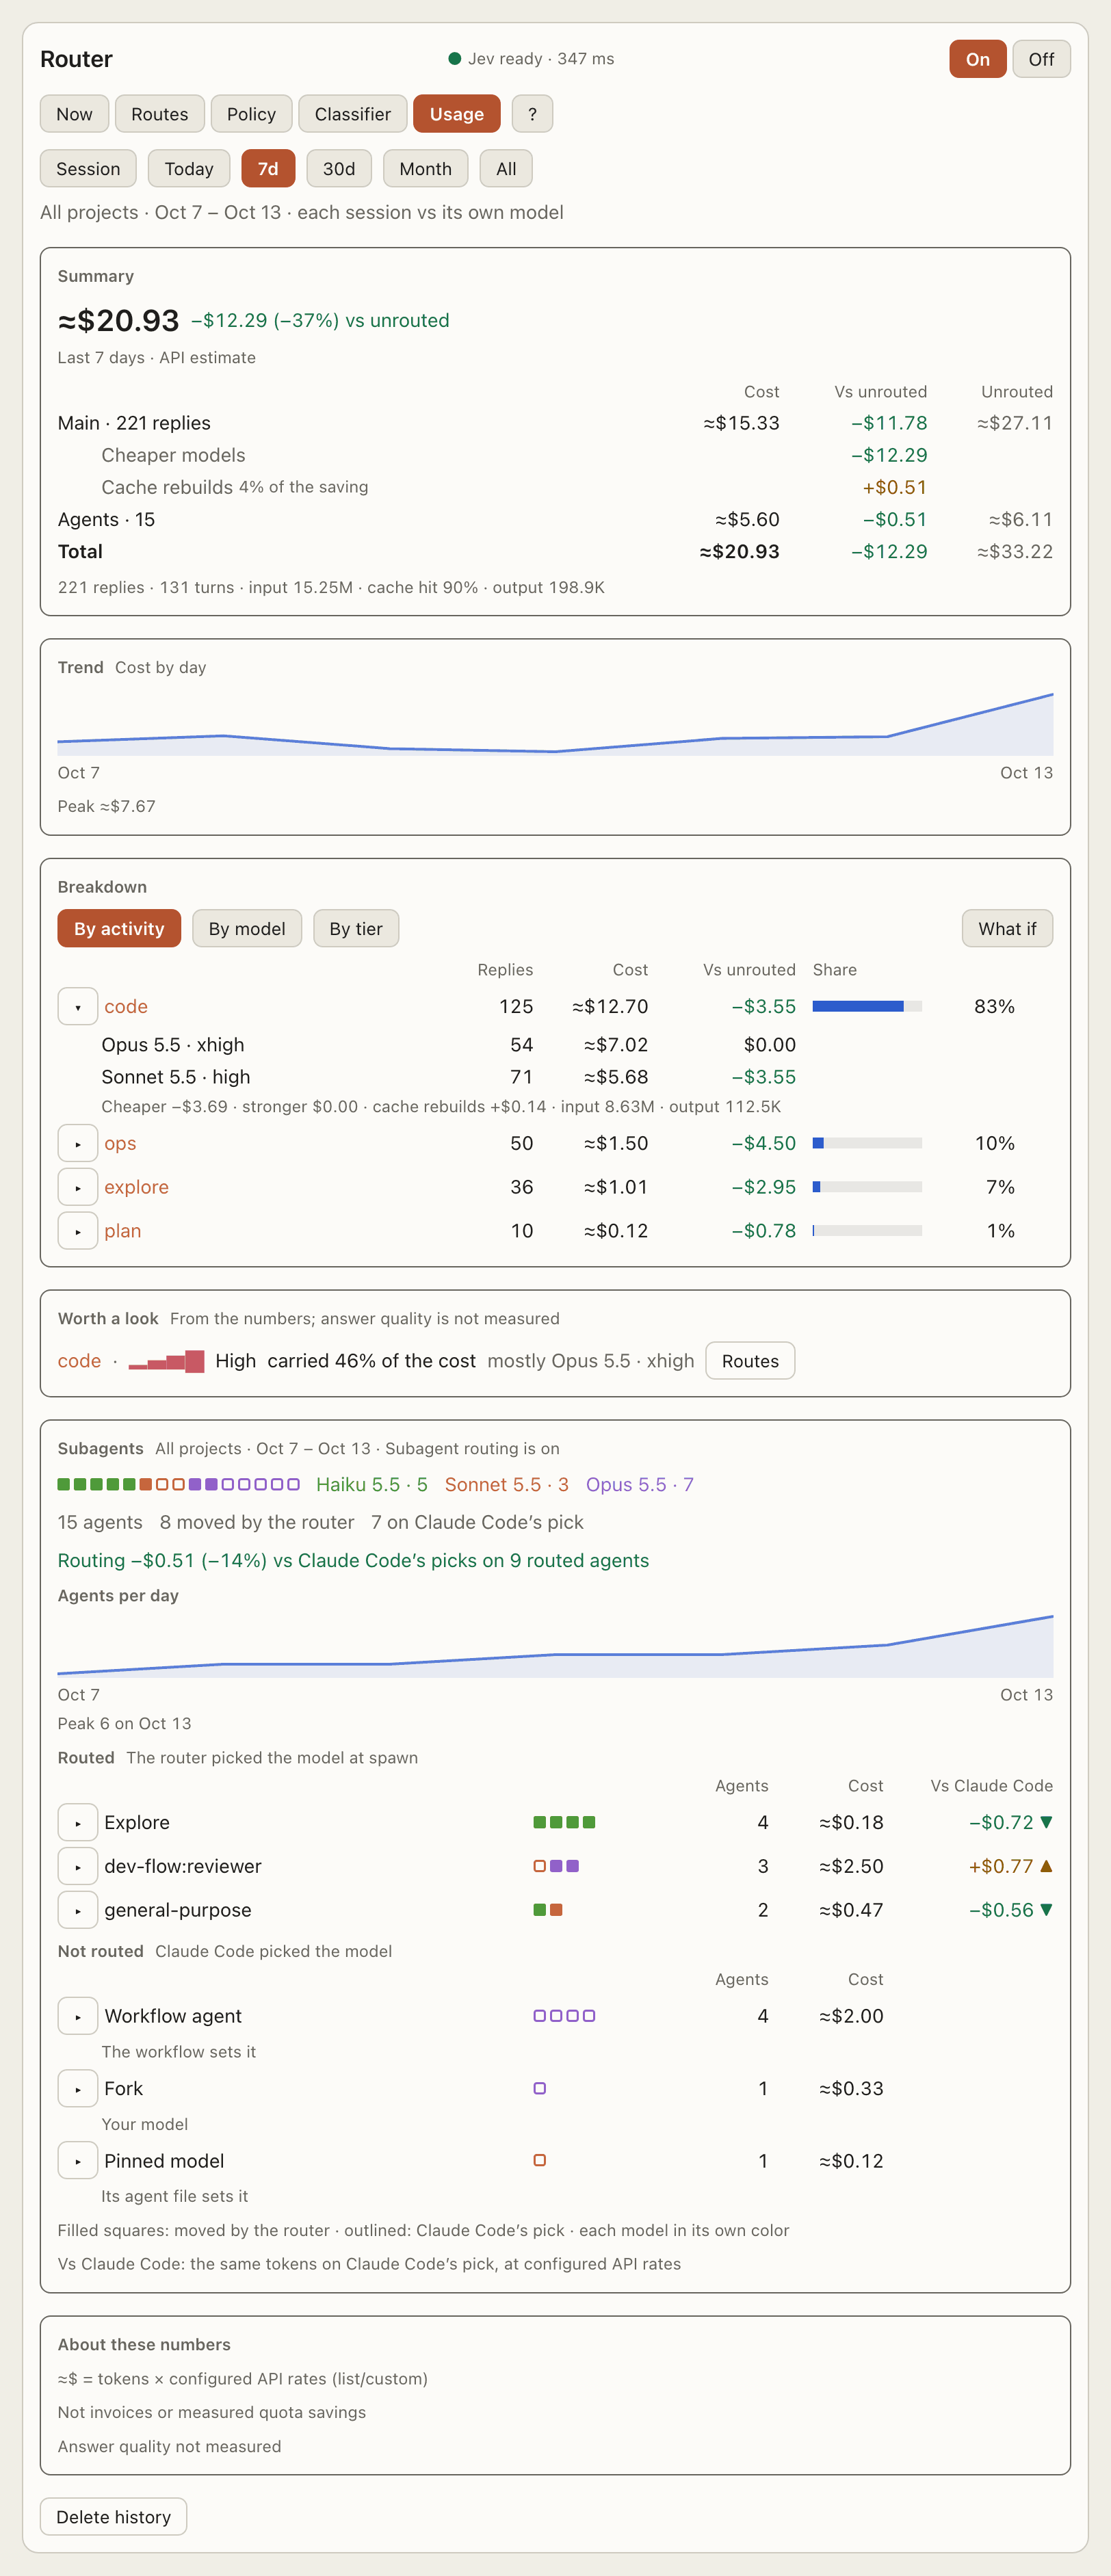 Router
Jev ready · 347 ms
On
Off
Now
Routes
Policy
Classifier
Usage
?
Session
Today
7d
30d
Month
All
All projects · Oct 7 – Oct 13 · each session vs its own model
Summary
≈$20.93 −$12.29 (−37%) vs unrouted
Last 7 days · API estimate
Cost Vs unrouted Unrouted
Main · 221 replies ≈$15.33 −$11.78 ≈$27.11
Cheaper models −$12.29
Cache rebuilds 4% of the saving +$0.51
Agents · 15 ≈$5.60 −$0.51 ≈$6.11
Total ≈$20.93 −$12.29 ≈$33.22
221 replies · 131 turns · input 15.25M · cache hit 90% · output 198.9K
Trend Cost by day
Oct 7 Oct 13
Peak ≈$7.67
Breakdown
By activity By model By tier What if
Replies Cost Vs unrouted Share
code 125 ≈$12.70 −$3.55 83%
Opus 5.5 · xhigh 54 ≈$7.02 $0.00
Sonnet 5.5 · high 71 ≈$5.68 −$3.55
Cheaper −$3.69 · stronger $0.00 · cache rebuilds +$0.14 · input 8.63M · output 112.5K
ops 50 ≈$1.50 −$4.50 10%
explore 36 ≈$1.01 −$2.95 7%
plan 10 ≈$0.12 −$0.78 1%
Worth a look From the numbers; answer quality is not measured
code · High carried 46% of the cost mostly Opus 5.5 · xhigh Routes
Subagents All projects · Oct 7 – Oct 13 · Subagent routing is on
Haiku 5.5 · 5 Sonnet 5.5 · 3 Opus 5.5 · 7
15 agents 8 moved by the router 7 on Claude Code’s pick
Routing −$0.51 (−14%) vs Claude Code’s picks on 9 routed agents
Agents per day
Oct 7 Oct 13
Peak 6 on Oct 13
Routed The router picked the model at spawn
Agents Cost Vs Claude Code
Explore 4 ≈$0.18 −$0.72 ▼
dev-flow:reviewer 3 ≈$2.50 +$0.77 ▲
general-purpose 2 ≈$0.47 −$0.56 ▼
Not routed Claude Code picked the model
Agents Cost
Workflow agent 4 ≈$2.00
The workflow sets it
Fork 1 ≈$0.33
Your model
Pinned model 1 ≈$0.12
Its agent file sets it
Filled squares: moved by the router · outlined: Claude Code’s pick · each model in its own color
Vs Claude Code: the same tokens on Claude Code’s pick, at configured API rates
About these numbers
≈$ = tokens × configured API rates (list/custom)
Not invoices or measured quota savings
Answer quality not measured
Delete history